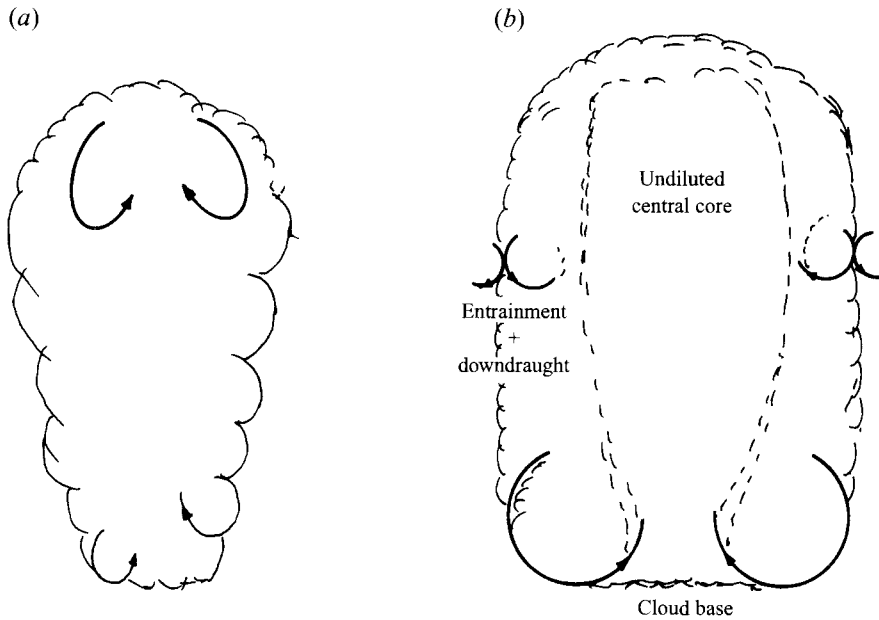 (a)
(b)
Undiluted
central core
Entrainment
+
downdraught
Cloud base